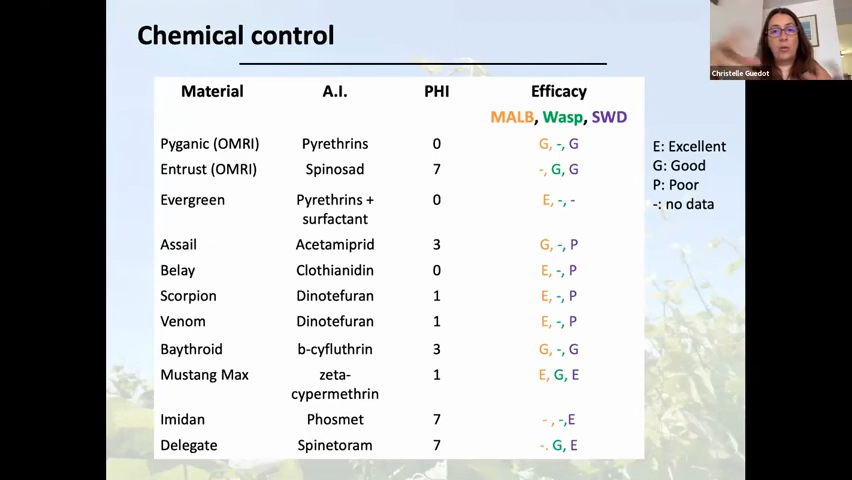 Chemical control
Christelle Guedot
Material A.I. PHI Efficacy
MALB, Wasp, SWD
Pyganic (OMRI) Pyrethrins 0 G, -, G
Entrust (OMRI) Spinosad 7 -, G, G
Evergreen Pyrethrins + surfactant 0 E, -, -
Assail Acetamiprid 3 G, -, P
Belay Clothianidin 0 E, -, P
Scorpion Dinotefuran 1 E, -, P
Venom Dinotefuran 1 E, -, P
Baythroid b-cyfluthrin 3 G, -, G
Mustang Max zeta-cypermethrin 1 E, G, E
Imidan Phosmet 7 - , -,E
Delegate Spinetoram 7 -. G, E
E: Excellent
G: Good
P: Poor
-: no data